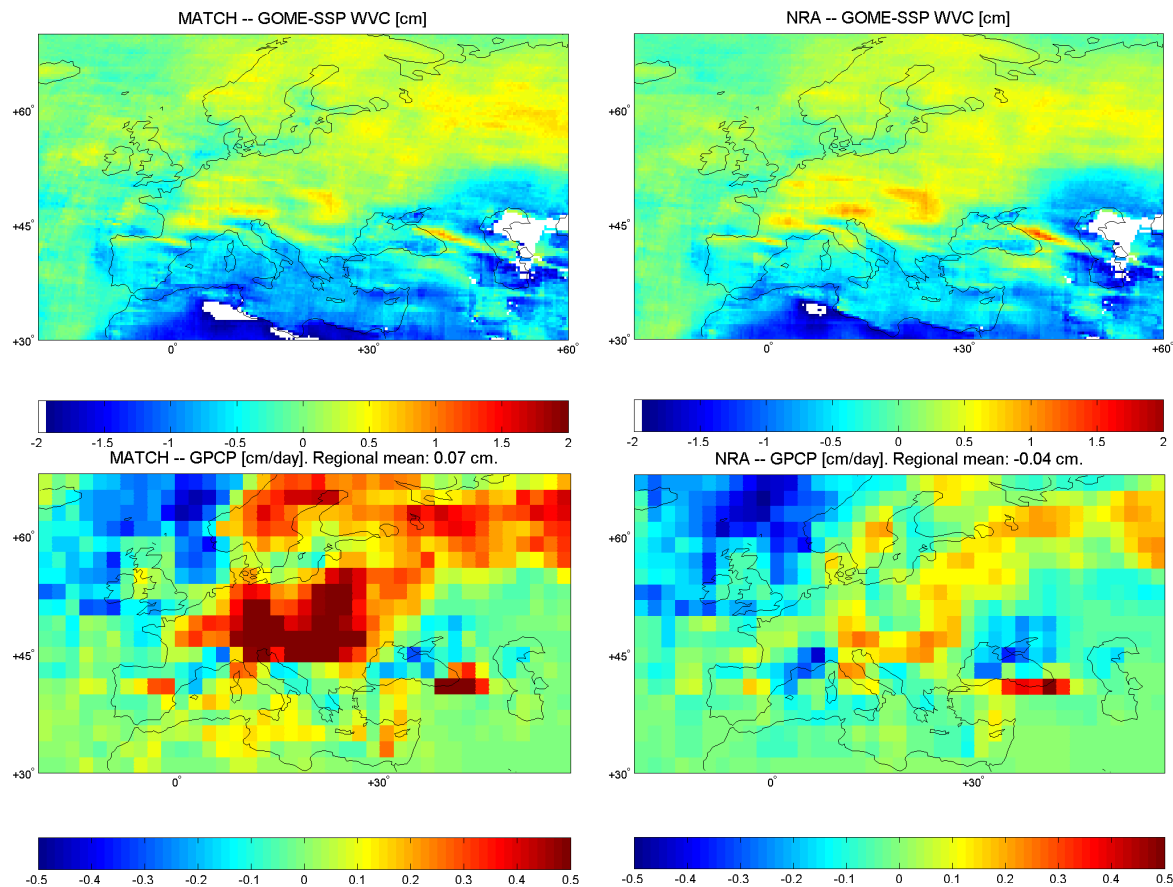 MATCH -- GOME-SSP WVC [cm]
NRA -- GOME-SSP WVC [cm]
+60°
+45°
+30°
0°
+30°
+60°
+60°
+45°
+30°
0°
+30°
+60°
-2 -1.5 -1 -0.5 0 0.5 1 1.5 2
-2 -1.5 -1 -0.5 0 0.5 1 1.5 2
MATCH -- GPCP [cm/day]. Regional mean: 0.07 cm.
NRA -- GPCP [cm/day]. Regional mean: -0.04 cm.
+60°
+45°
+30°
0°
+30°
+60°
+45°
+30°
0°
+30°
-0.5 -0.4 -0.3 -0.2 -0.1 0 0.1 0.2 0.3 0.4 0.5
-0.5 -0.4 -0.3 -0.2 -0.1 0 0.1 0.2 0.3 0.4 0.5